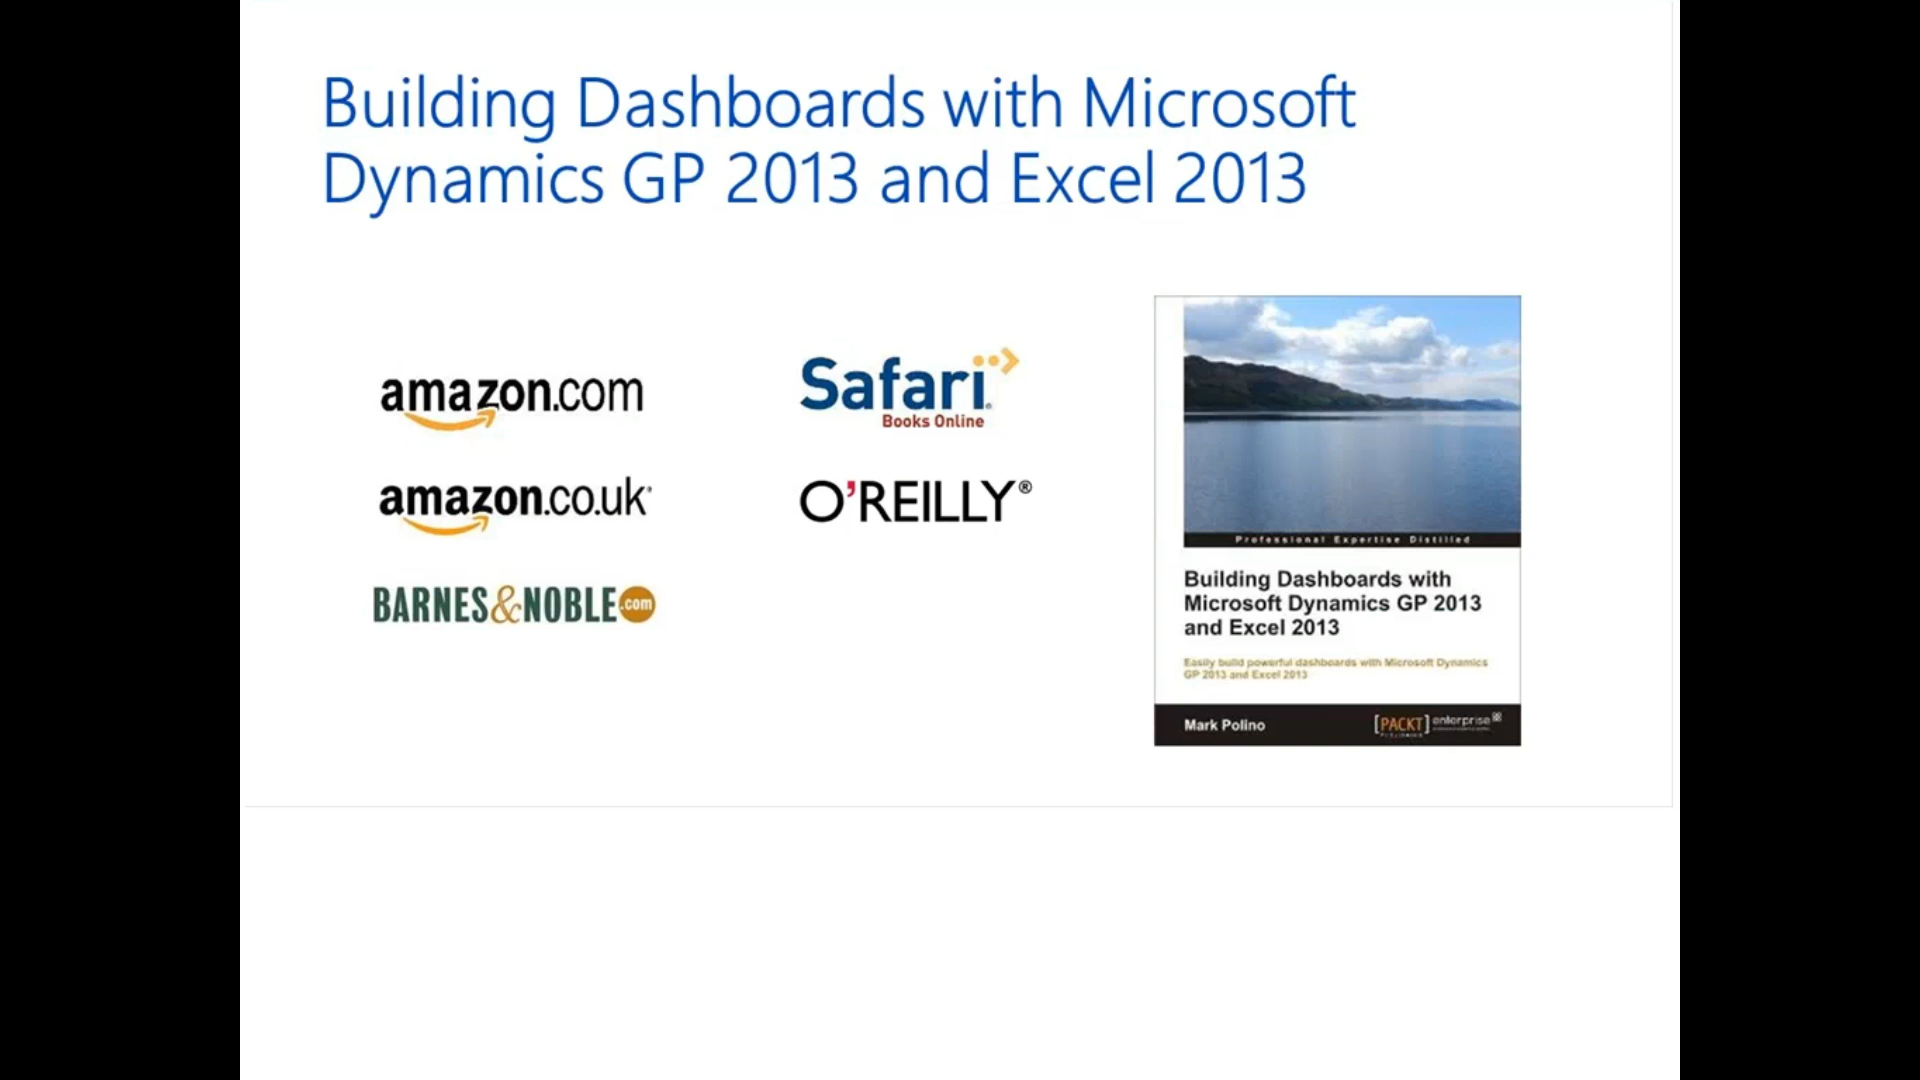 Building Dashboards with Microsoft
Dynamics GP 2013 and Excel 2013
amazon.com
Safari®
Books Online
amazon.co.uk
O'REILLY®
BARNES&NOBLE.com
Professional Expertise Distilled
Building Dashboards with
Microsoft Dynamics GP 2013
and Excel 2013
Easily build powerful dashboards with Microsoft Dynamics
GP 2013 and Excel 2013
Mark Polino
[PACKT] enterprise
PUBLISHING